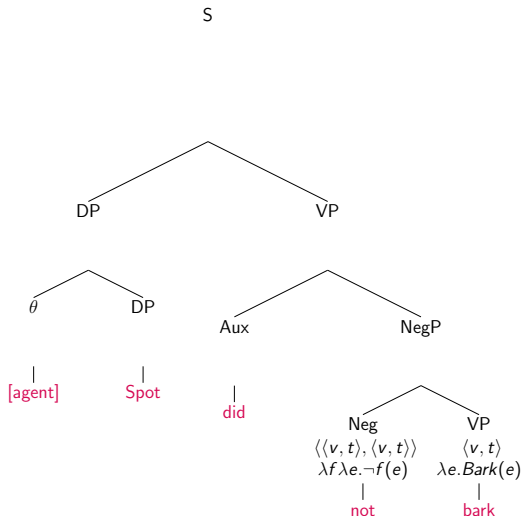 S
DP VP
θ DP Aux NegP
[agent] Spot did
Neg VP
⟨⟨v, t⟩, ⟨v, t⟩⟩ ⟨v, t⟩
λfλe.¬f(e) λe.Bark(e)
not bark